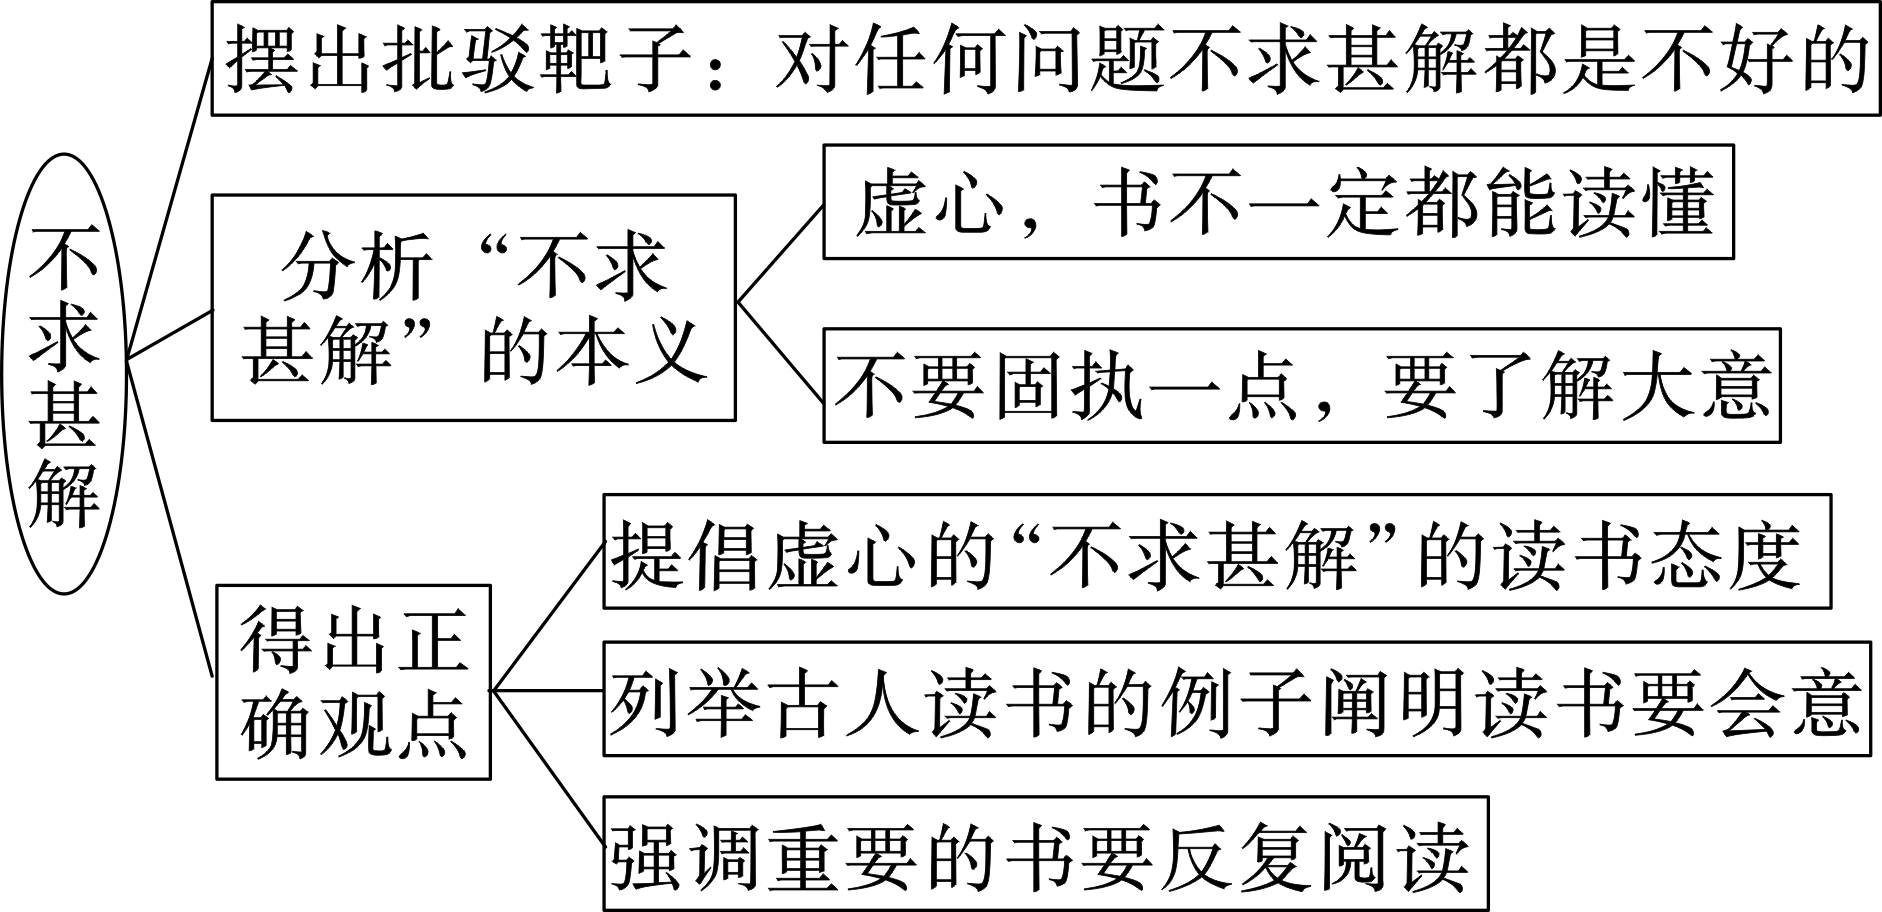 不求甚解
摆出批驳靶子：对任何问题不求甚解都是不好的
分析“不求
甚解”的本义
虚心，书不一定都能读懂
不要固执一点，要了解大意
得出正
确观点
提倡虚心的“不求甚解”的读书态度
列举古人读书的例子阐明读书要会意
强调重要的书要反复阅读